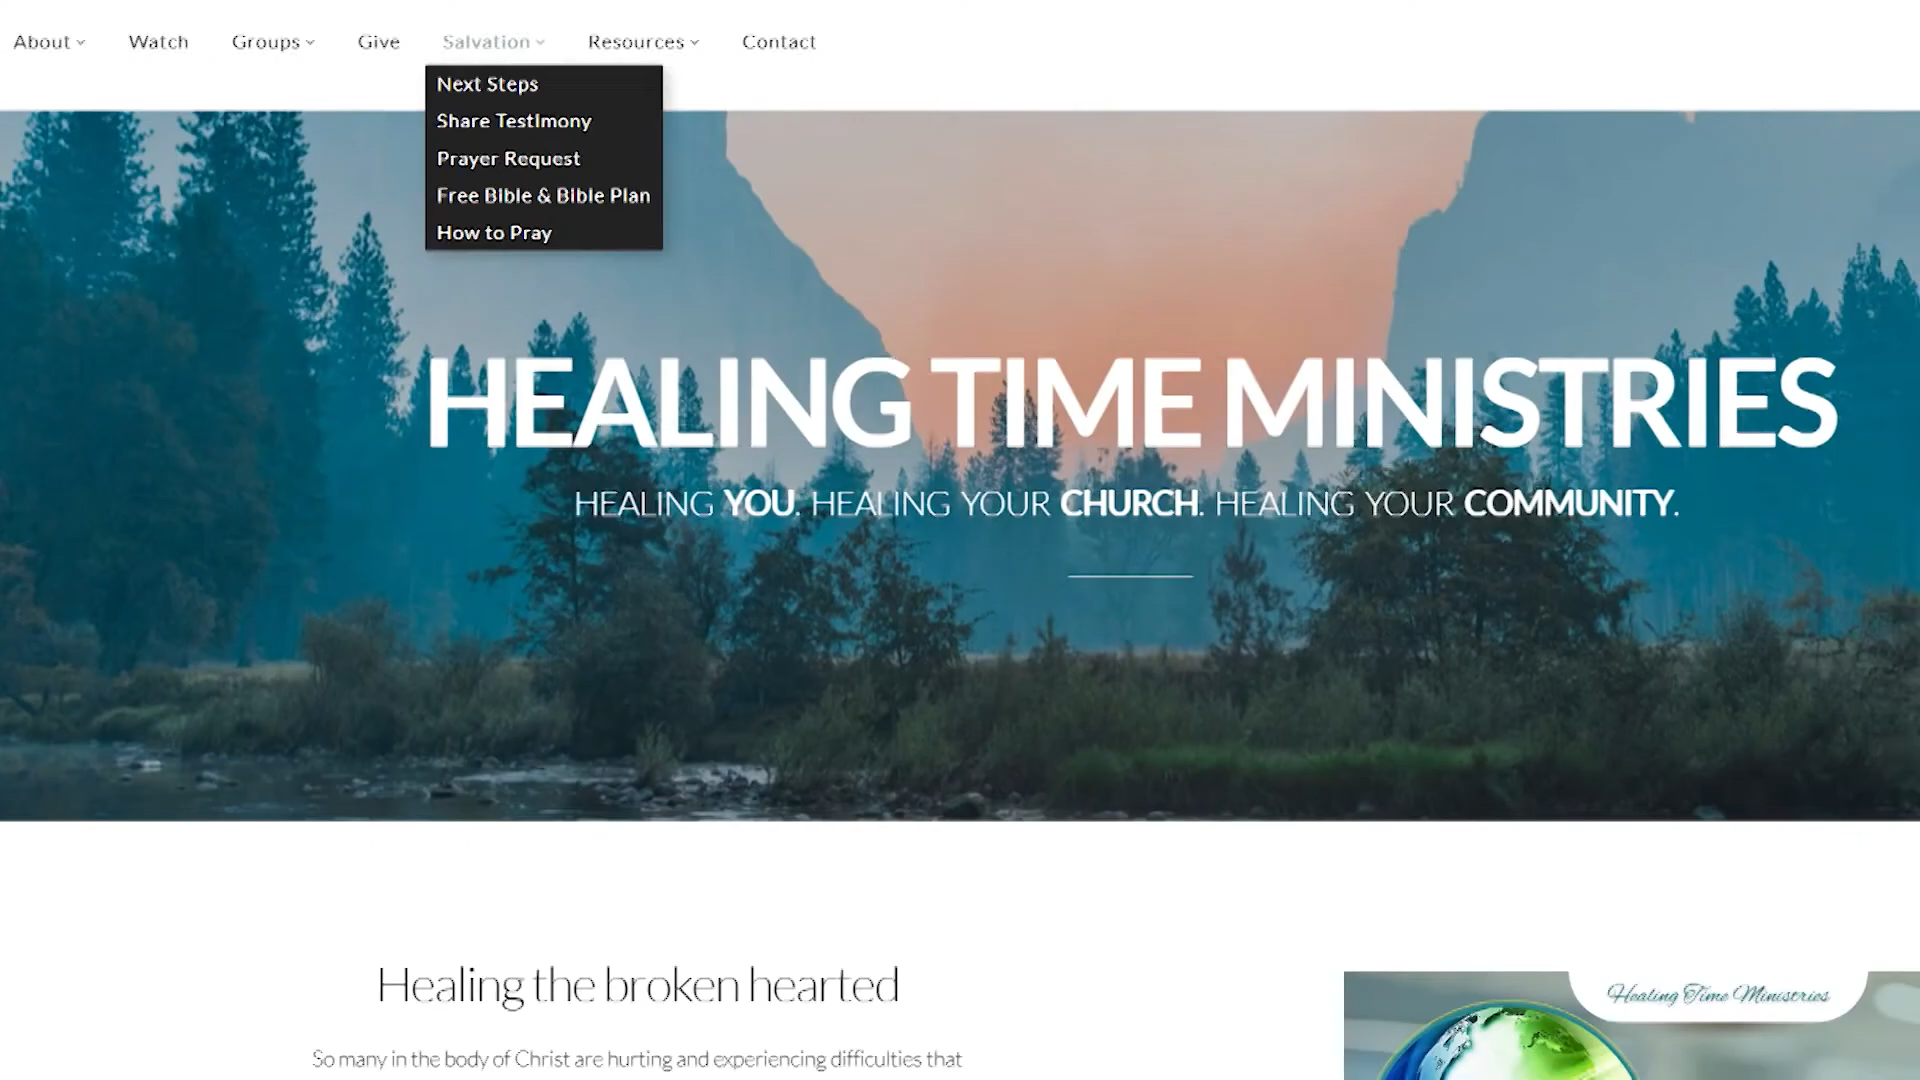 About Watch Groups Give Salvation Resources Contact
Next Steps
Share Testimony
Prayer Request
Free Bible & Bible Plan
How to Pray
HEALING TIME MINISTRIES
HEALING YOU. HEALING YOUR CHURCH. HEALING YOUR COMMUNITY.
Healing the broken hearted
So many in the body of Christ are hurting and experiencing difficulties that
Healing Time Ministries